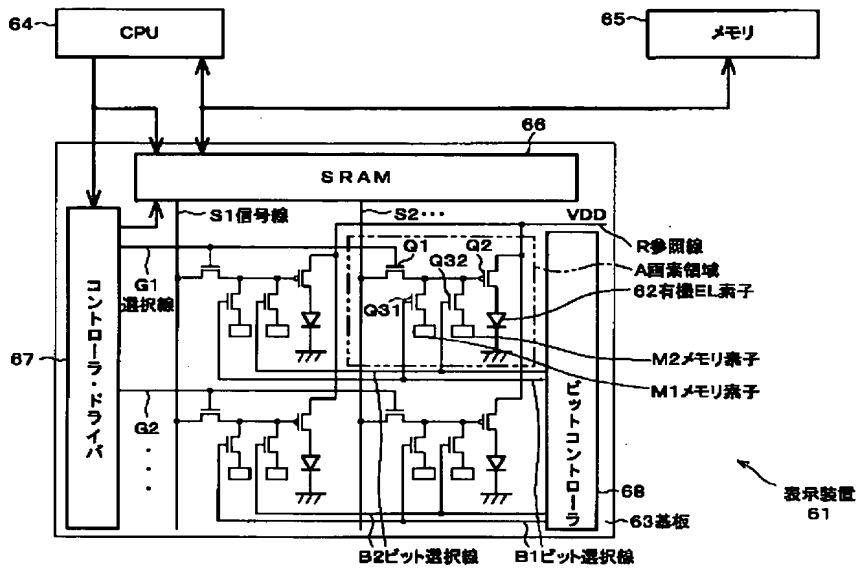 64
CPU
65
メモリ
66
SRAM
S1信号線
S2・・・
VDD
R参照線
Q1
Q32
Q2
A画素領域
G1
選択線
Q31
62有機EL素子
67
コントローラ・ドライバ
M2メモリ素子
M1メモリ素子
G2
・・・・
ビットコントローラ
68
表示装置
61
63基板
B2ビット選択線
B1ビット選択線